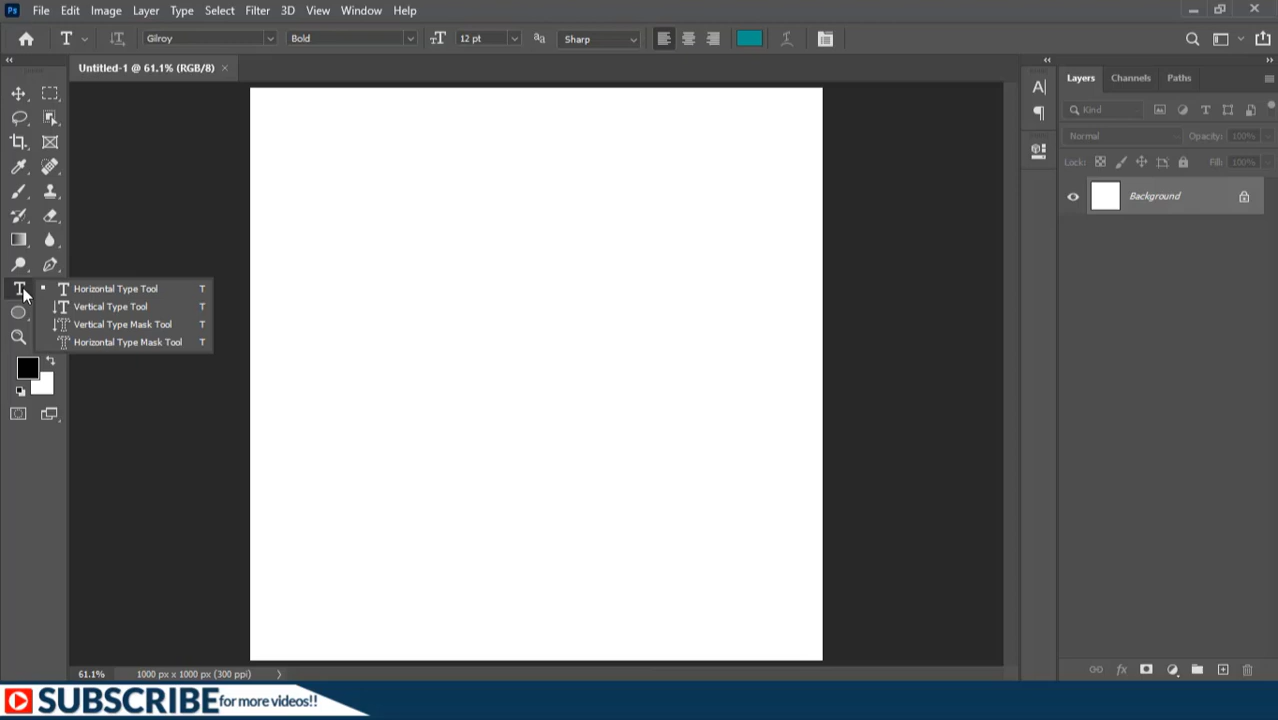 Ps File Edit Image Layer Type Select Filter 3D View Window Help
T Gilroy Bold 12 pt Sharp
Untitled-1 @ 61.1% (RGB/8) ×
Layers Channels Paths
Kind
Normal Opacity: 100%
Lock: Fill: 100%
Background
Horizontal Type Tool T
Vertical Type Tool T
Vertical Type Mask Tool T
Horizontal Type Mask Tool T
61.1% 1000 px x 1000 px (300 ppi)
SUBSCRIBE for more videos!!